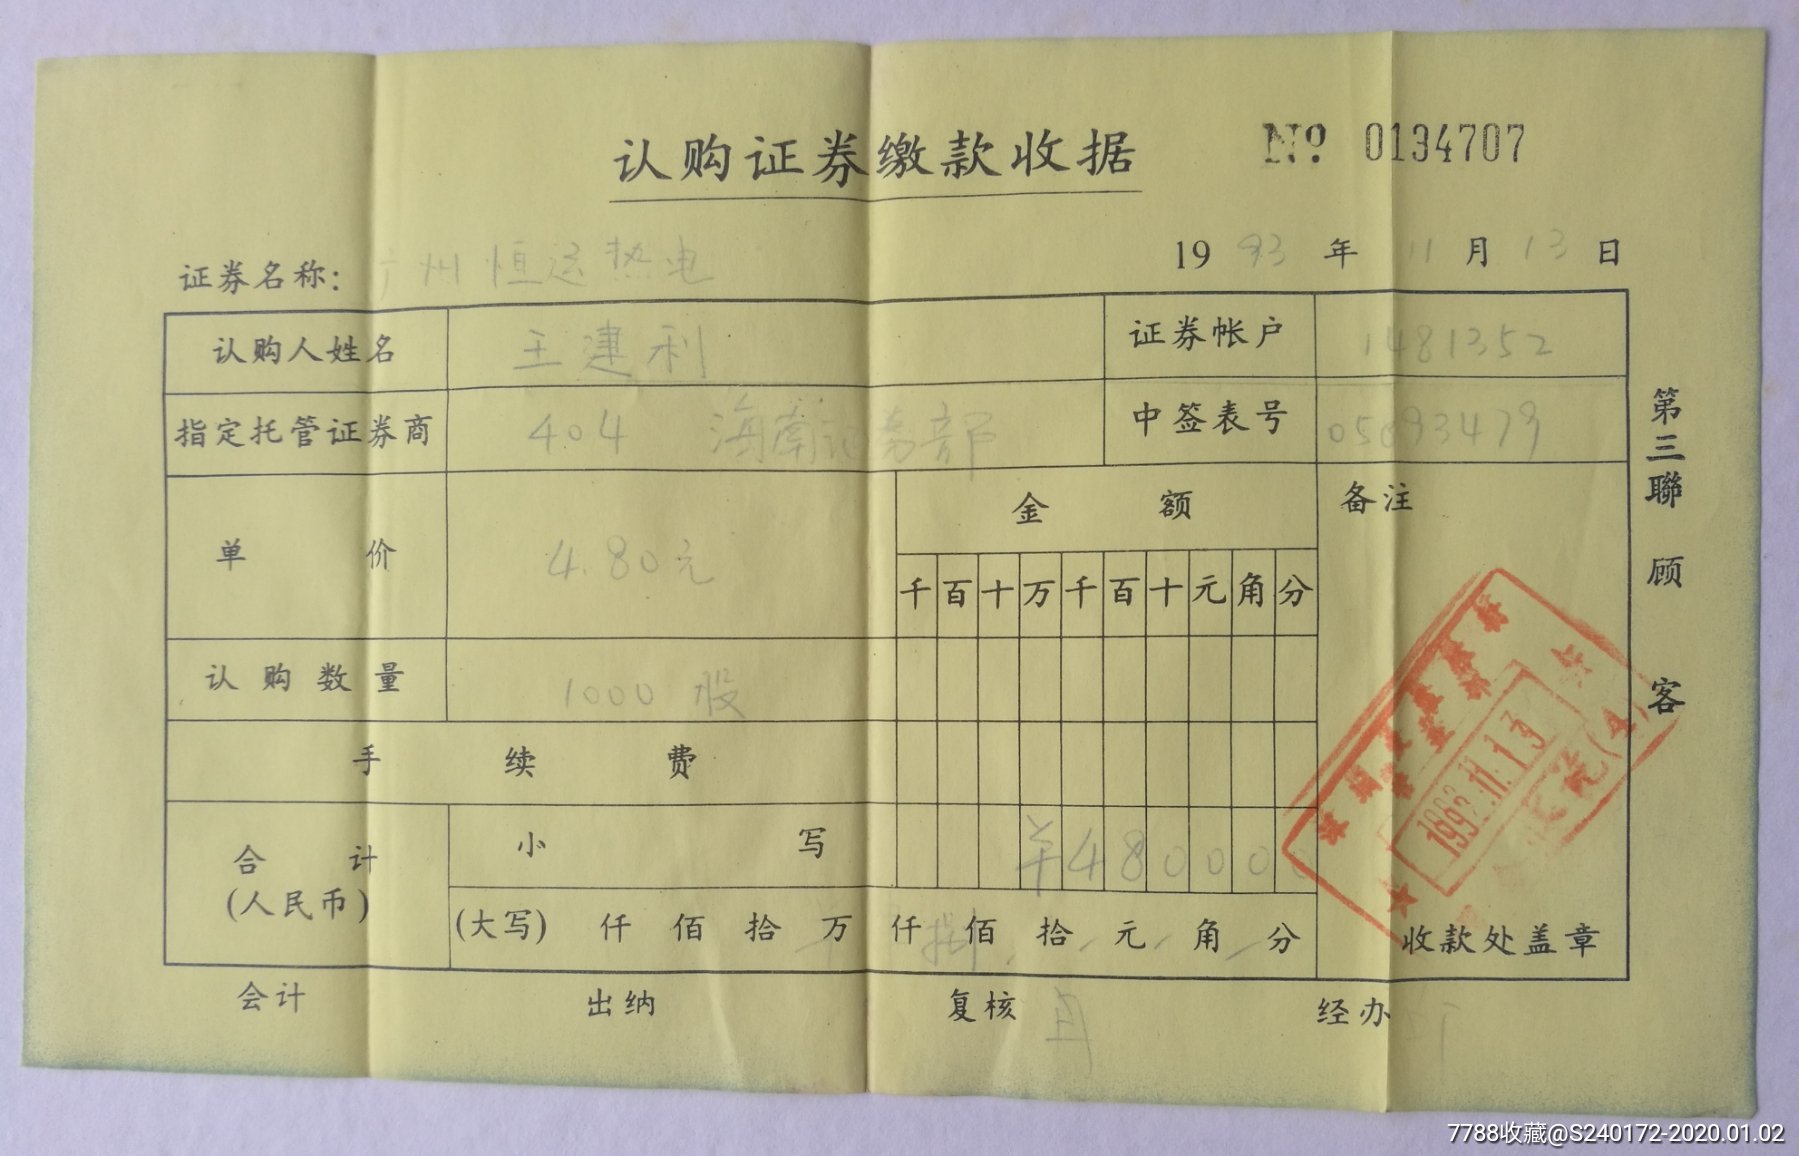 认购证券缴款收据 No 0134707
证券名称：广州恒运热电 1993年11月13日
认购人姓名 王建利 证券帐户 1481352
指定托管证券商 404 海南证券部 中签表号 05093479
单价 4.80元 金额 备注
千 百 十 万 千 百 十 元 角 分
认购数量 1000 股
手续费
合计 小写 ¥480000
(人民币)
(大写) 仟 佰 拾 万 仟 捌 佰 拾 元 角 分
收款处盖章
会计 出纳 复核 经办
第三聯 顾客
1993.11.13
(4)
7788收藏@S240172-2020.01.02